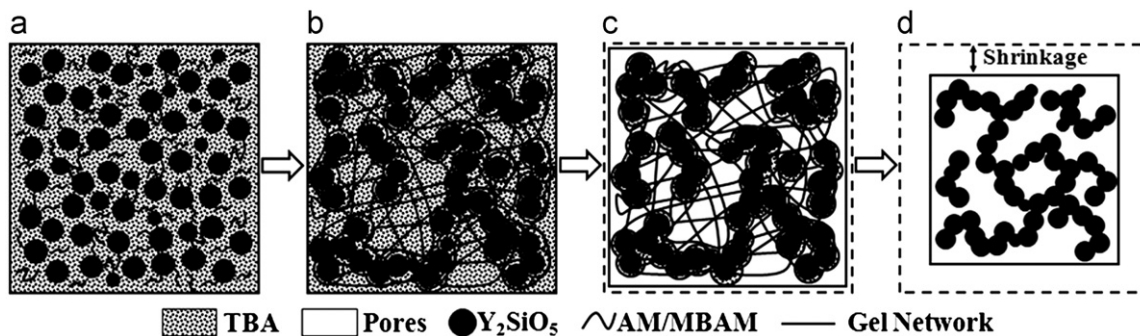 a b c d
Shrinkage
TBA Pores Y₂SiO₅ AM/MBAM Gel Network